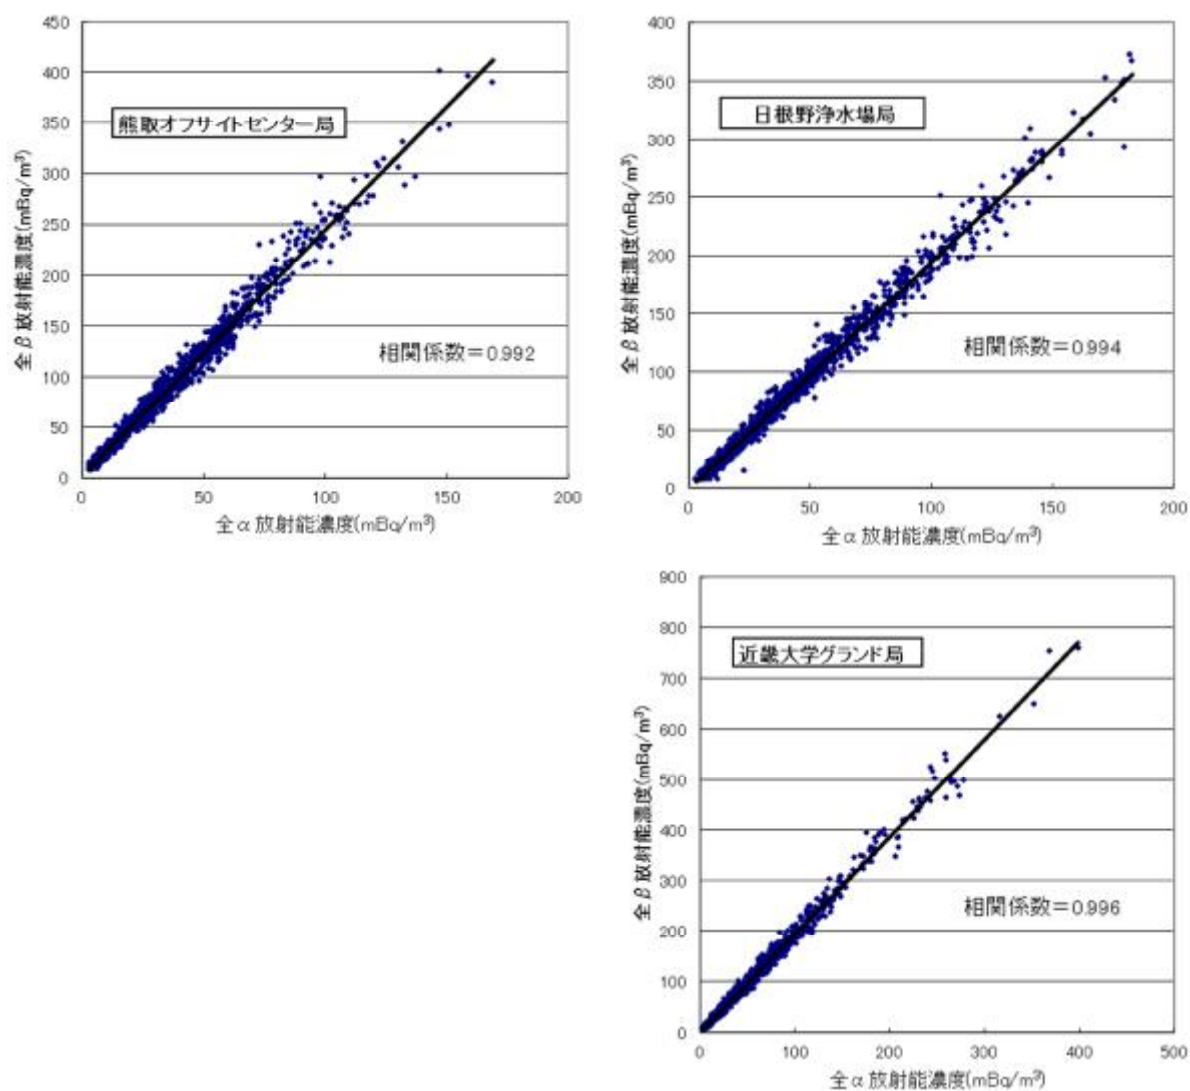 450
400
350
300
250
200
150
100
50
0
0 50 100 150 200
全β放射能濃度(mBq/m³)
熊取オフサイトセンター局
相関係数=0.992
全α放射能濃度(mBq/m³)
400
350
300
250
200
150
100
50
0
0 50 100 150 200
全β放射能濃度(mBq/m³)
日根野浄水場局
相関係数=0.994
全α放射能濃度(mBq/m³)
900
800
700
600
500
400
300
200
100
0
0 100 200 300 400 500
全β放射能濃度(mBq/m³)
近畿大学グランド局
相関係数=0.996
全α放射能濃度(mBq/m³)